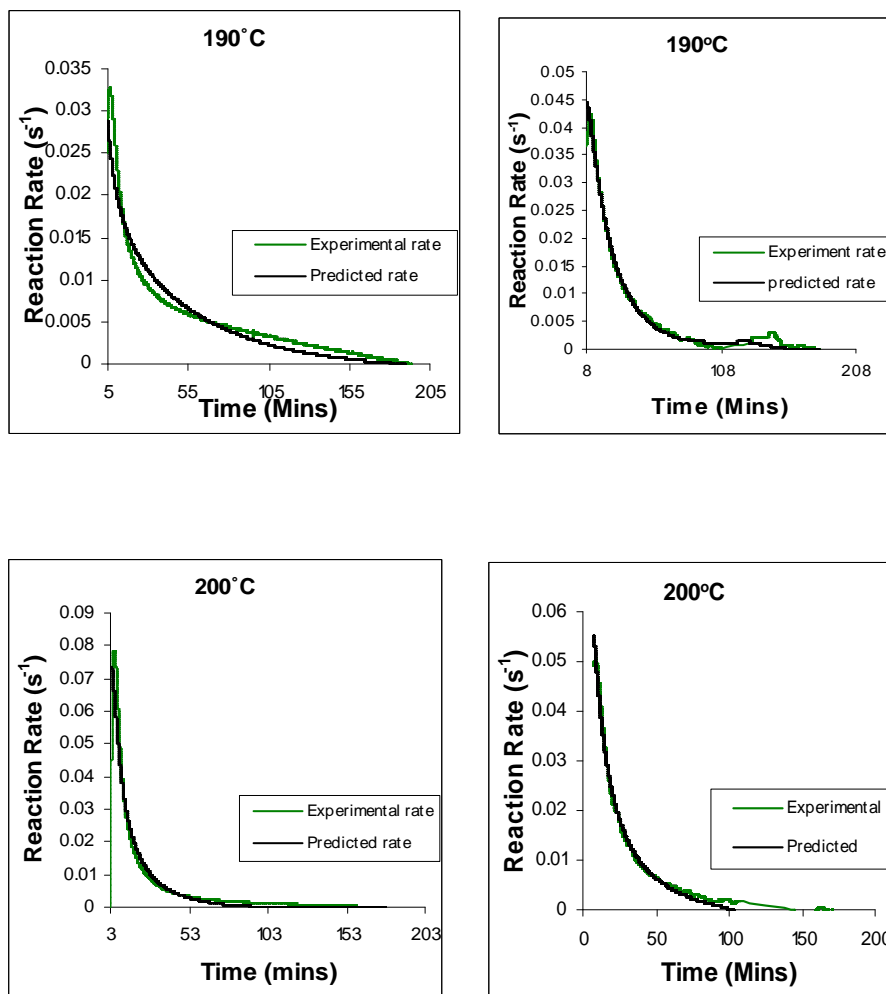 190˚C
0.035
0.03
0.025
0.02
0.015
0.01
0.005
0
Reaction Rate (s-1)
Experimental rate
Predicted rate
5 55 105 155 205
Time (Mins)
190ºC
0.05
0.045
0.04
0.035
0.03
0.025
0.02
0.015
0.01
0.005
0
Reaction Rate (s-1)
Experiment rate
predicted rate
8 108 208
Time (Mins)
200˚C
0.09
0.08
0.07
0.06
0.05
0.04
0.03
0.02
0.01
0
Reaction Rate (s-1)
Experimental rate
Predicted rate
3 53 103 153 203
Time (mins)
200ºC
0.06
0.05
0.04
0.03
0.02
0.01
0
Reaction Rate (s-1)
Experimental
Predicted
0 50 100 150 200
Time (Mins)